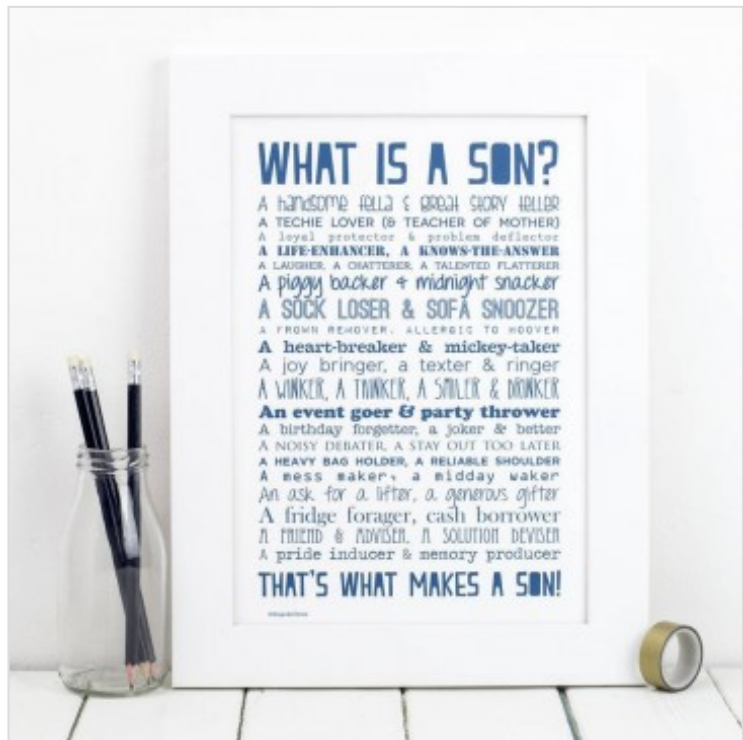 WHAT IS A SON?
A handsome fella & great story teller
A TECHIE LOVER (& TEACHER OF MOTHER)
A loyal protector & problem deflector
A LIFE-ENHANCER, A KNOWS-THE-ANSWER
A LAUGHER, A CHATTERER, A TALENTED FLATTERER
A piggy backer & midnight snacker
A SOCK LOSER & SOFA SNOOZER
A FROWN REMOVER, ALLERGIC TO HOOVER
A heart-breaker & mickey-taker
A joy bringer, a texter & ringer
A WINKER, A THINKER, A SMILER & DRINKER
An event goer & party thrower
A birthday forgetter, a joker & better
A NOISY DEBATER, A STAY OUT TOO LATER
A HEAVY BAG HOLDER, A RELIABLE SHOULDER
A mess maker, a midday waker
An ask for a lifter, a generous gifter
A fridge forager, cash borrower
A FRIEND & ADVISER, A SOLUTION DEVISER
A pride inducer & memory producer
THAT'S WHAT MAKES A SON!